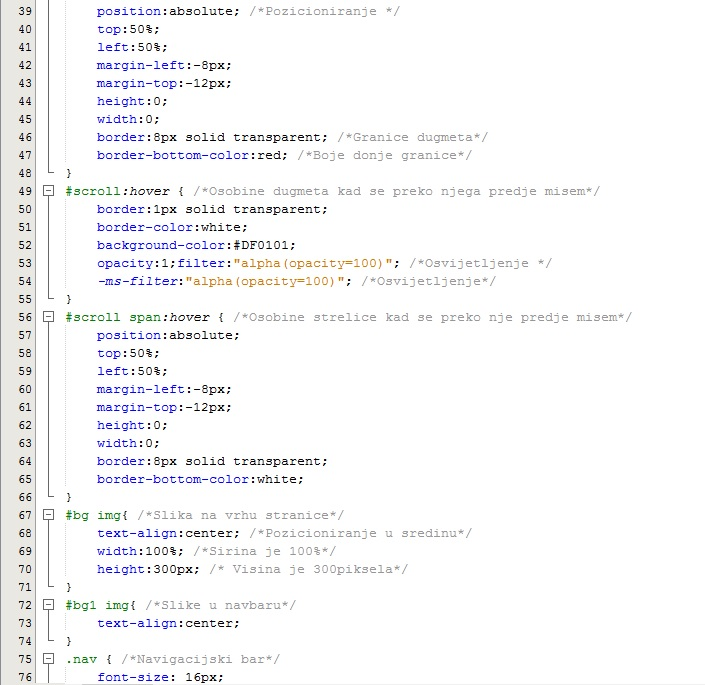 39 position:absolute; /*Pozicioniranje */
40 top:50%;
41 left:50%;
42 margin-left:-8px;
43 margin-top:-12px;
44 height:0;
45 width:0;
46 border:8px solid transparent; /*Granice dugmeta*/
47 border-bottom-color:red; /*Boje donje granice*/
48 }
49 #scroll:hover { /*Osobine dugmeta kad se preko njega predje misem*/
50 border:1px solid transparent;
51 border-color:white;
52 background-color:#DF0101;
53 opacity:1;filter:"alpha(opacity=100)"; /*Osvijetljenje */
54 -ms-filter:"alpha(opacity=100)"; /*Osvijetljenje*/
55 }
56 #scroll span:hover { /*Osobine strelice kad se preko nje predje misem*/
57 position:absolute;
58 top:50%;
59 left:50%;
60 margin-left:-8px;
61 margin-top:-12px;
62 height:0;
63 width:0;
64 border:8px solid transparent;
65 border-bottom-color:white;
66 }
67 #bg img{ /*Slika na vrhu stranice*/
68 text-align:center; /*Pozicioniranje u sredinu*/
69 width:100%; /*Sirina je 100%*/
70 height:300px; /* Visina je 300piksela*/
71 }
72 #bg1 img{ /*Slike u navbaru*/
73 text-align:center;
74 }
75 .nav { /*Navigacijski bar*/
76 font-size: 16px;